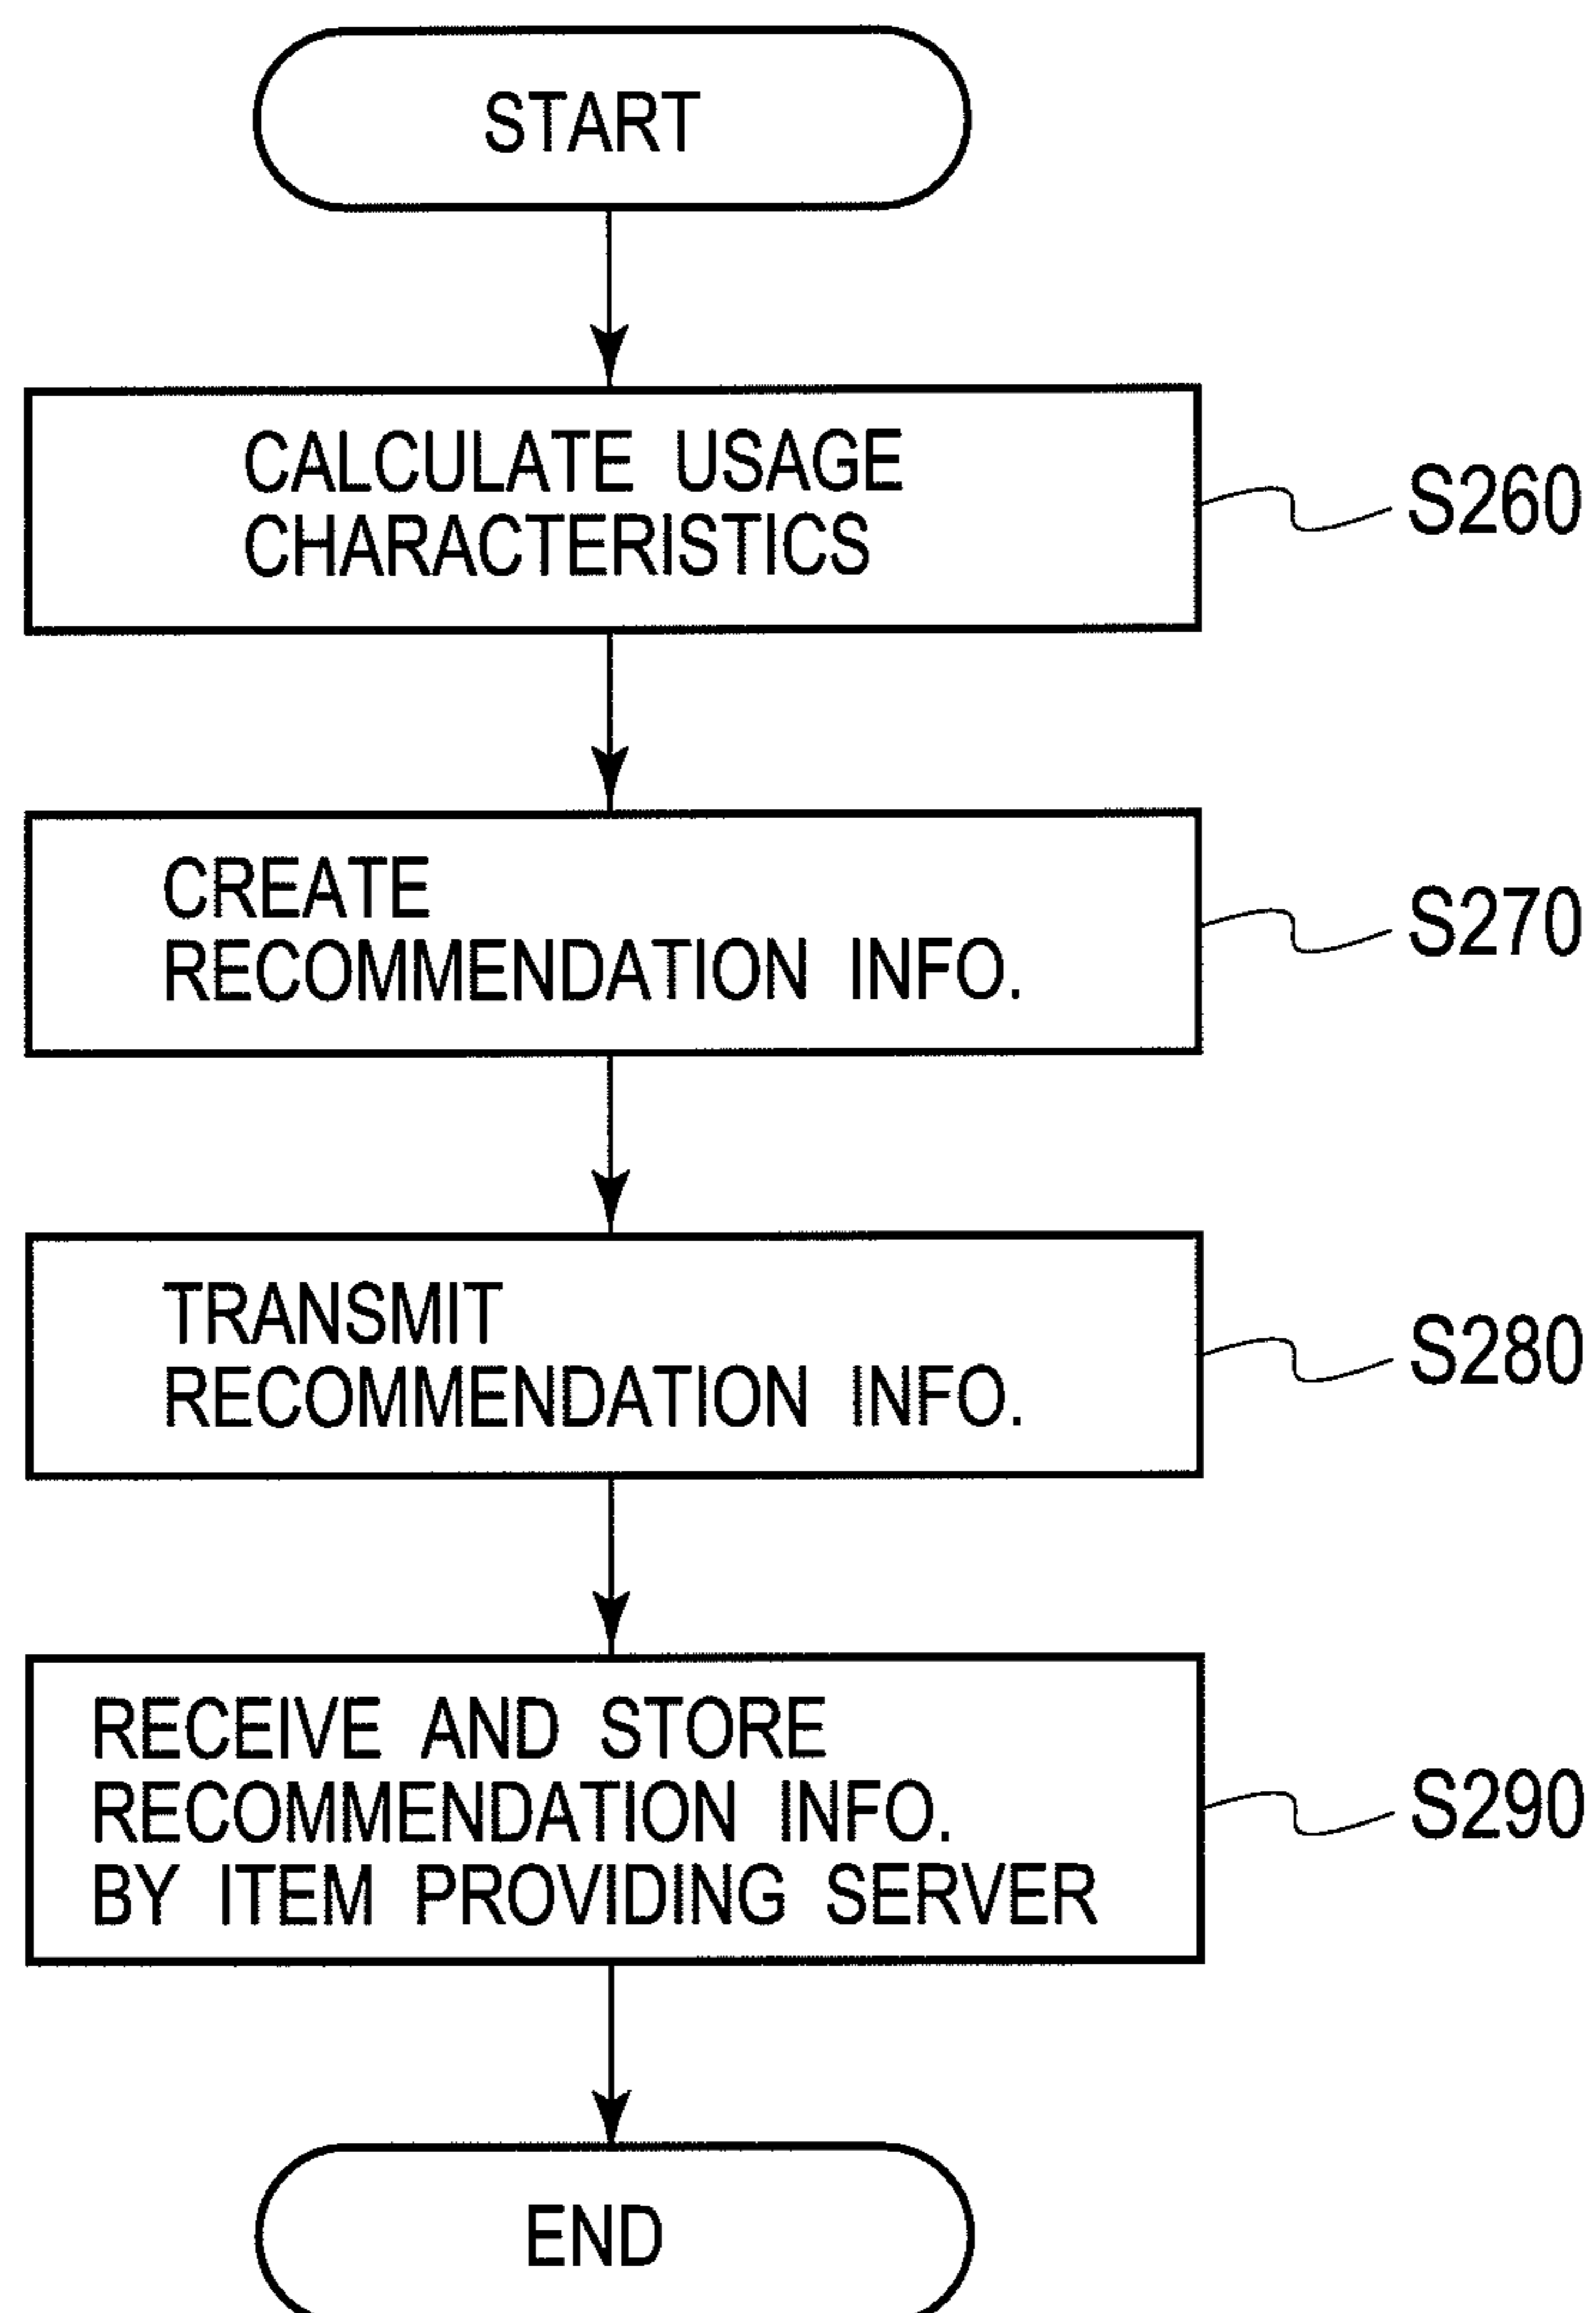 START
CALCULATE USAGE
CHARACTERISTICS
S260
CREATE
RECOMMENDATION INFO.
S270
TRANSMIT
RECOMMENDATION INFO.
S280
RECEIVE AND STORE
RECOMMENDATION INFO.
BY ITEM PROVIDING SERVER
S290
END